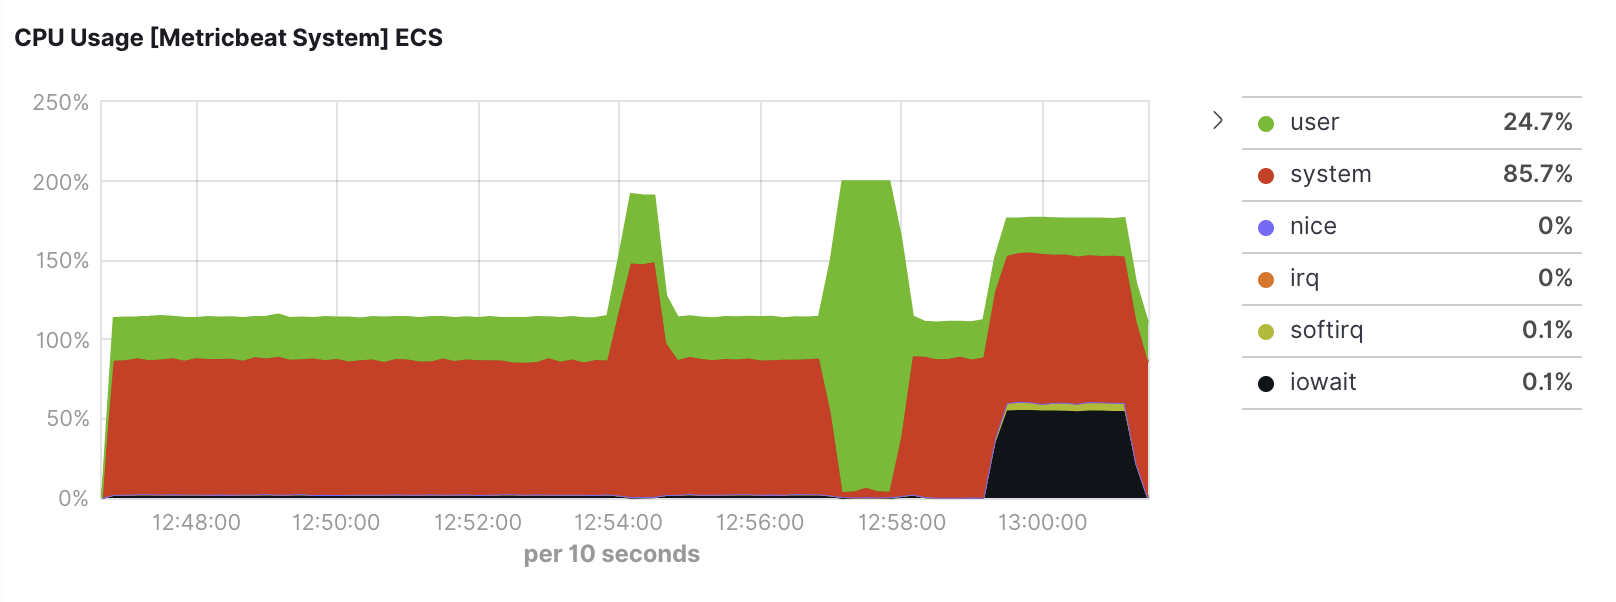 CPU Usage [Metricbeat System] ECS
250%
200%
150%
100%
50%
0%
12:48:00 12:50:00 12:52:00 12:54:00 12:56:00 12:58:00 13:00:00
per 10 seconds
user 24.7%
system 85.7%
nice 0%
irq 0%
softirq 0.1%
iowait 0.1%